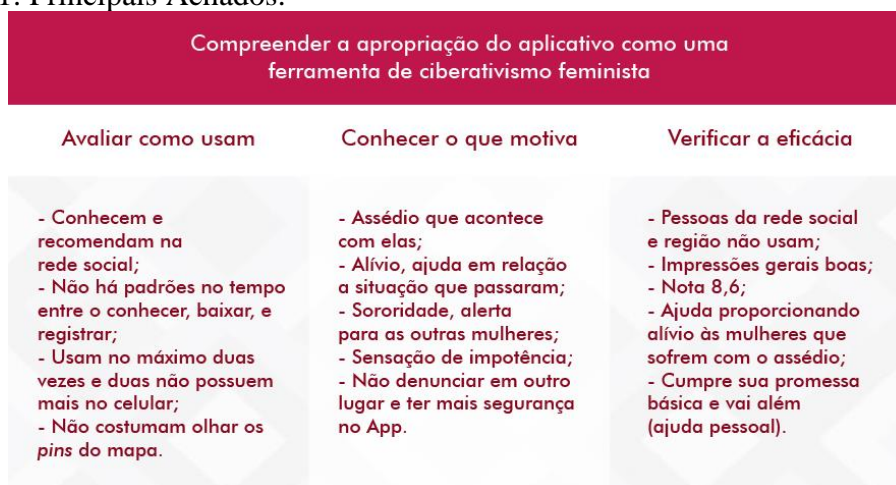 1. Principais Achados.
Compreender a apropriação do aplicativo como uma
ferramenta de ciberativismo feminista
Avaliar como usam
- Conhecem e
recomendam na
rede social;
- Não há padrões no tempo
entre o conhecer, baixar, e
registrar;
- Usam no máximo duas
vezes e duas não possuem
mais no celular;
- Não costumam olhar os
pins do mapa.
Conhecer o que motiva
- Assédio que acontece
com elas;
- Alívio, ajuda em relação
a situação que passaram;
- Sororidade, alerta
para as outras mulheres;
- Sensação de impotência;
- Não denunciar em outro
lugar e ter mais segurança
no App.
Verificar a eficácia
- Pessoas da rede social
e região não usam;
- Impressões gerais boas;
- Nota 8,6;
- Ajuda proporcionando
alívio às mulheres que
sofrem com o assédio;
- Cumpre sua promessa
básica e vai além
(ajuda pessoal).